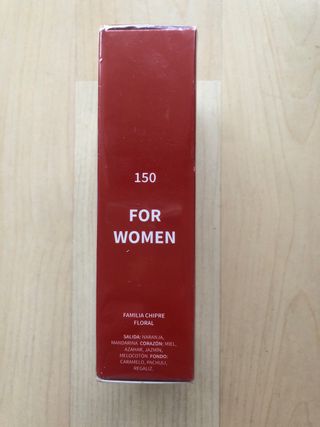 150
FOR
WOMEN
FAMILIA CHIPRE
FLORAL
SALIDA: NARANJA,
MANDARINA CORAZÓN: MIEL,
AZAHAR, JAZMÍN,
MELOCOTÓN. FONDO:
CARAMELO, PACHULI,
REGALIZ.